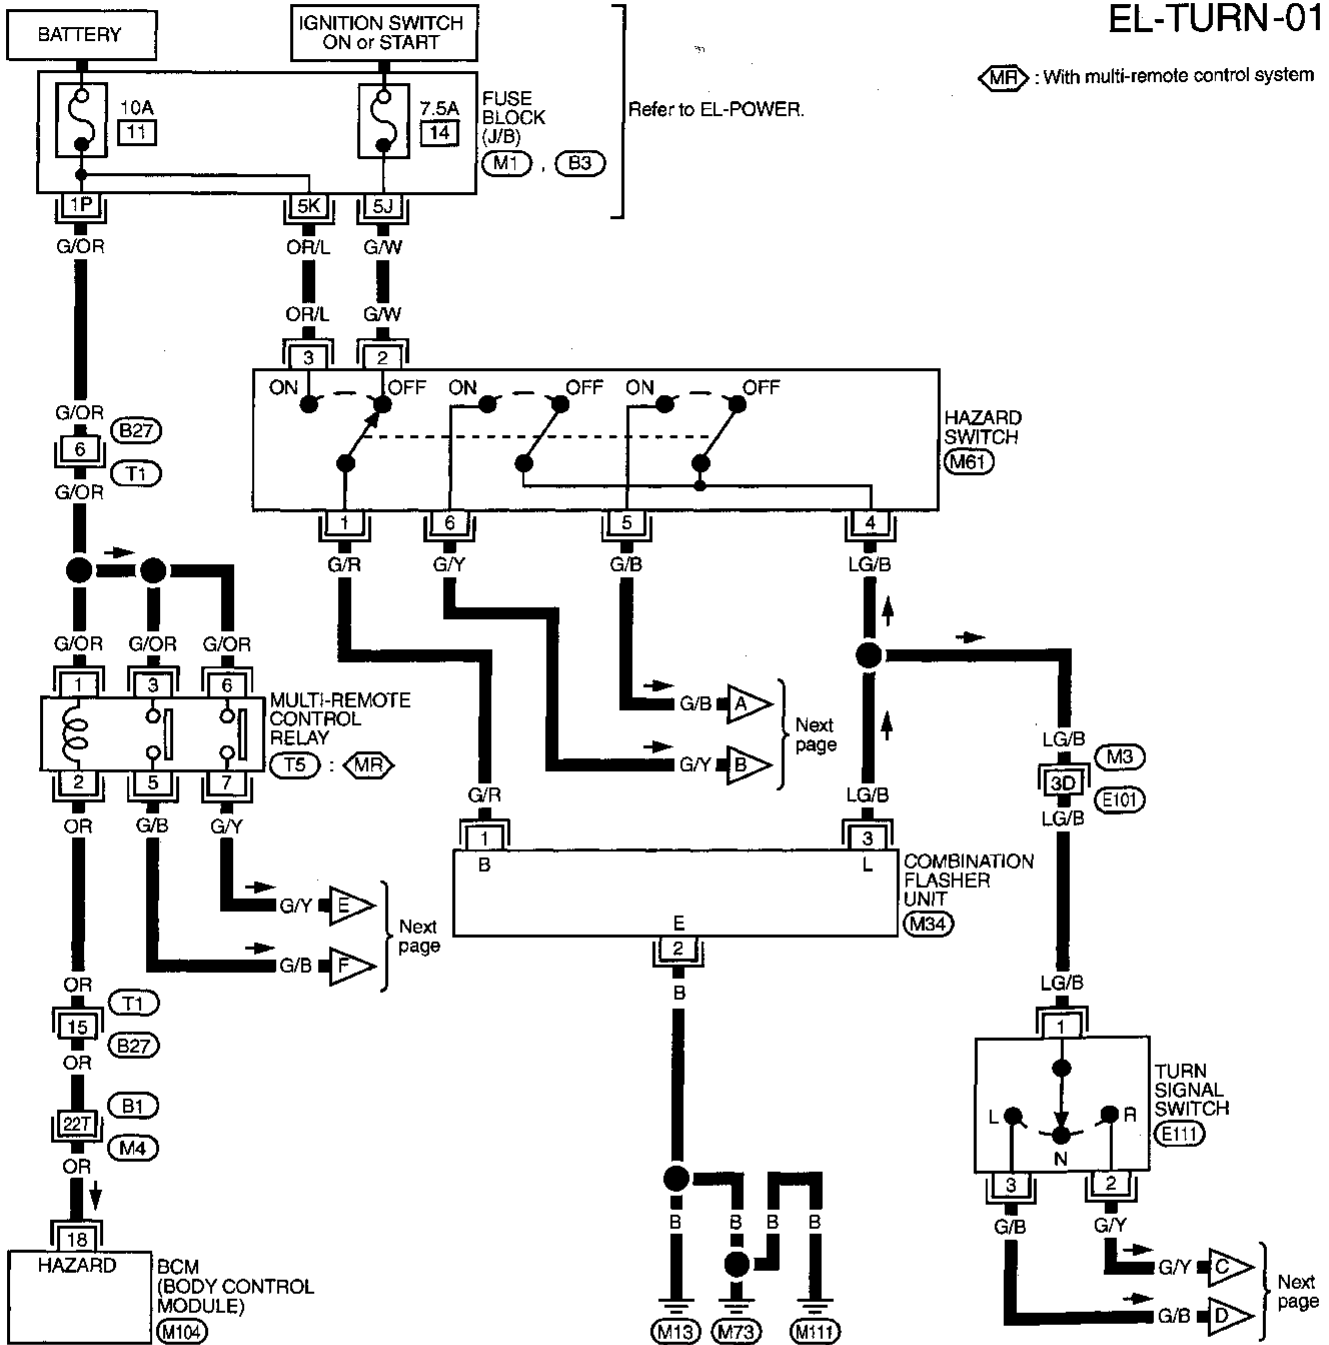 EL-TURN-01
MR : With multi-remote control system
BATTERY
IGNITION SWITCH
ON or START
10A
11
7.5A
14
FUSE
BLOCK
(J/B)
M1 , B3
Refer to EL-POWER.
1P
5K
5J
G/OR
OR/L
G/W
OR/L
G/W
3
2
ON
OFF
ON
OFF
ON
OFF
HAZARD
SWITCH
M61
G/OR
6
B27
T1
G/OR
1
6
5
4
G/R
G/Y
G/B
LG/B
G/OR
G/OR
G/OR
1
3
6
MULTI-REMOTE
CONTROL
RELAY
T5 : MR
2
5
7
OR
G/B
G/Y
G/B
A
G/Y
B
Next
page
LG/B
M3
3D
E101
LG/B
G/R
LG/B
1
3
B
L
COMBINATION
FLASHER
UNIT
M34
E
2
B
G/Y
E
G/B
F
Next
page
OR
T1
15
B27
OR
B1
22T
M4
OR
18
HAZARD
BCM
(BODY CONTROL
MODULE)
M104
LG/B
1
L
R
N
TURN
SIGNAL
SWITCH
E111
3
2
G/B
G/Y
B
B
B
B
M13
M73
M111
G/Y
C
G/B
D
Next
page